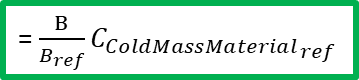 = B/B_ref C_ColdMassMaterial_ref